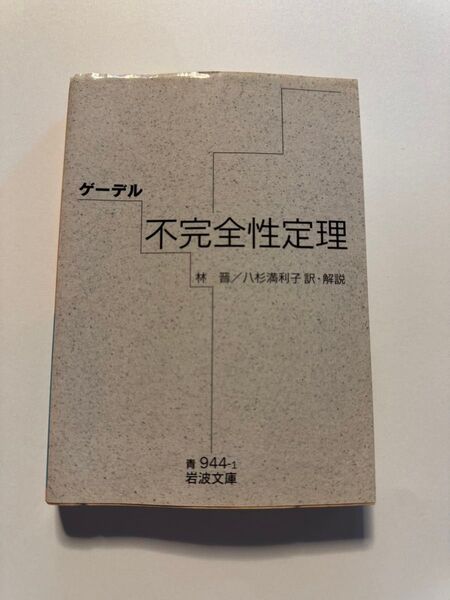 ゲーデル
不完全性定理
林 晋／八杉満利子 訳・解説
青 944-1
岩波文庫